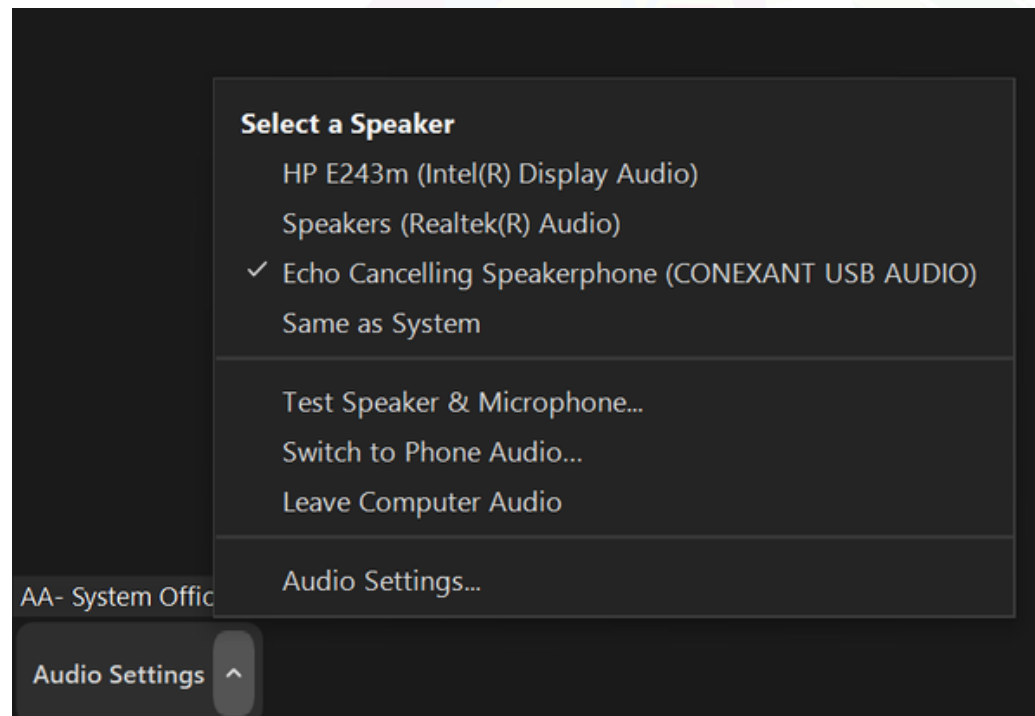 Select a Speaker
HP E243m (Intel(R) Display Audio)
Speakers (Realtek(R) Audio)
Echo Cancelling Speakerphone (CONEXANT USB AUDIO)
Same as System
Test Speaker & Microphone...
Switch to Phone Audio...
Leave Computer Audio
Audio Settings...
AA- System Offic
Audio Settings